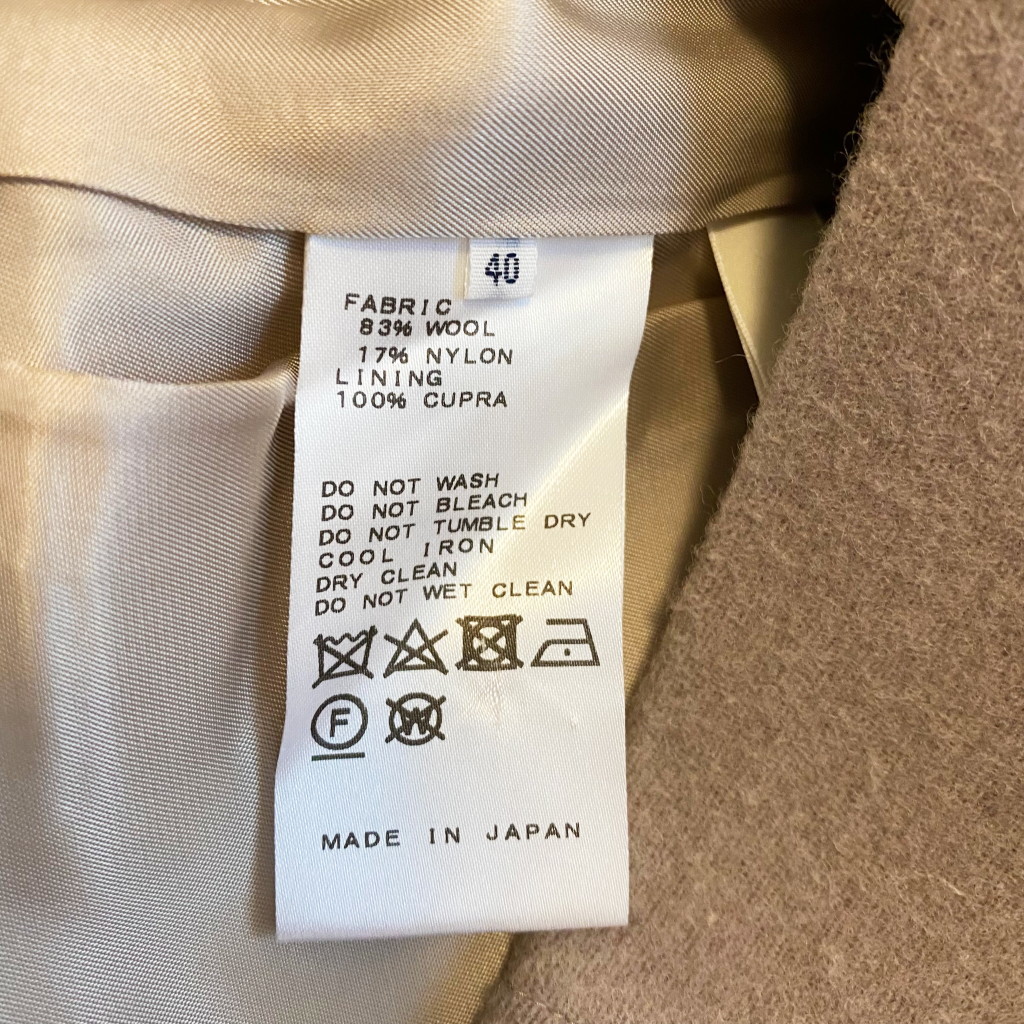 40
FABRIC
83% WOOL
17% NYLON
LINING
100% CUPRA
DO NOT WASH
DO NOT BLEACH
DO NOT TUMBLE DRY
COOL IRON
DRY CLEAN
DO NOT WET CLEAN
F W
MADE IN JAPAN